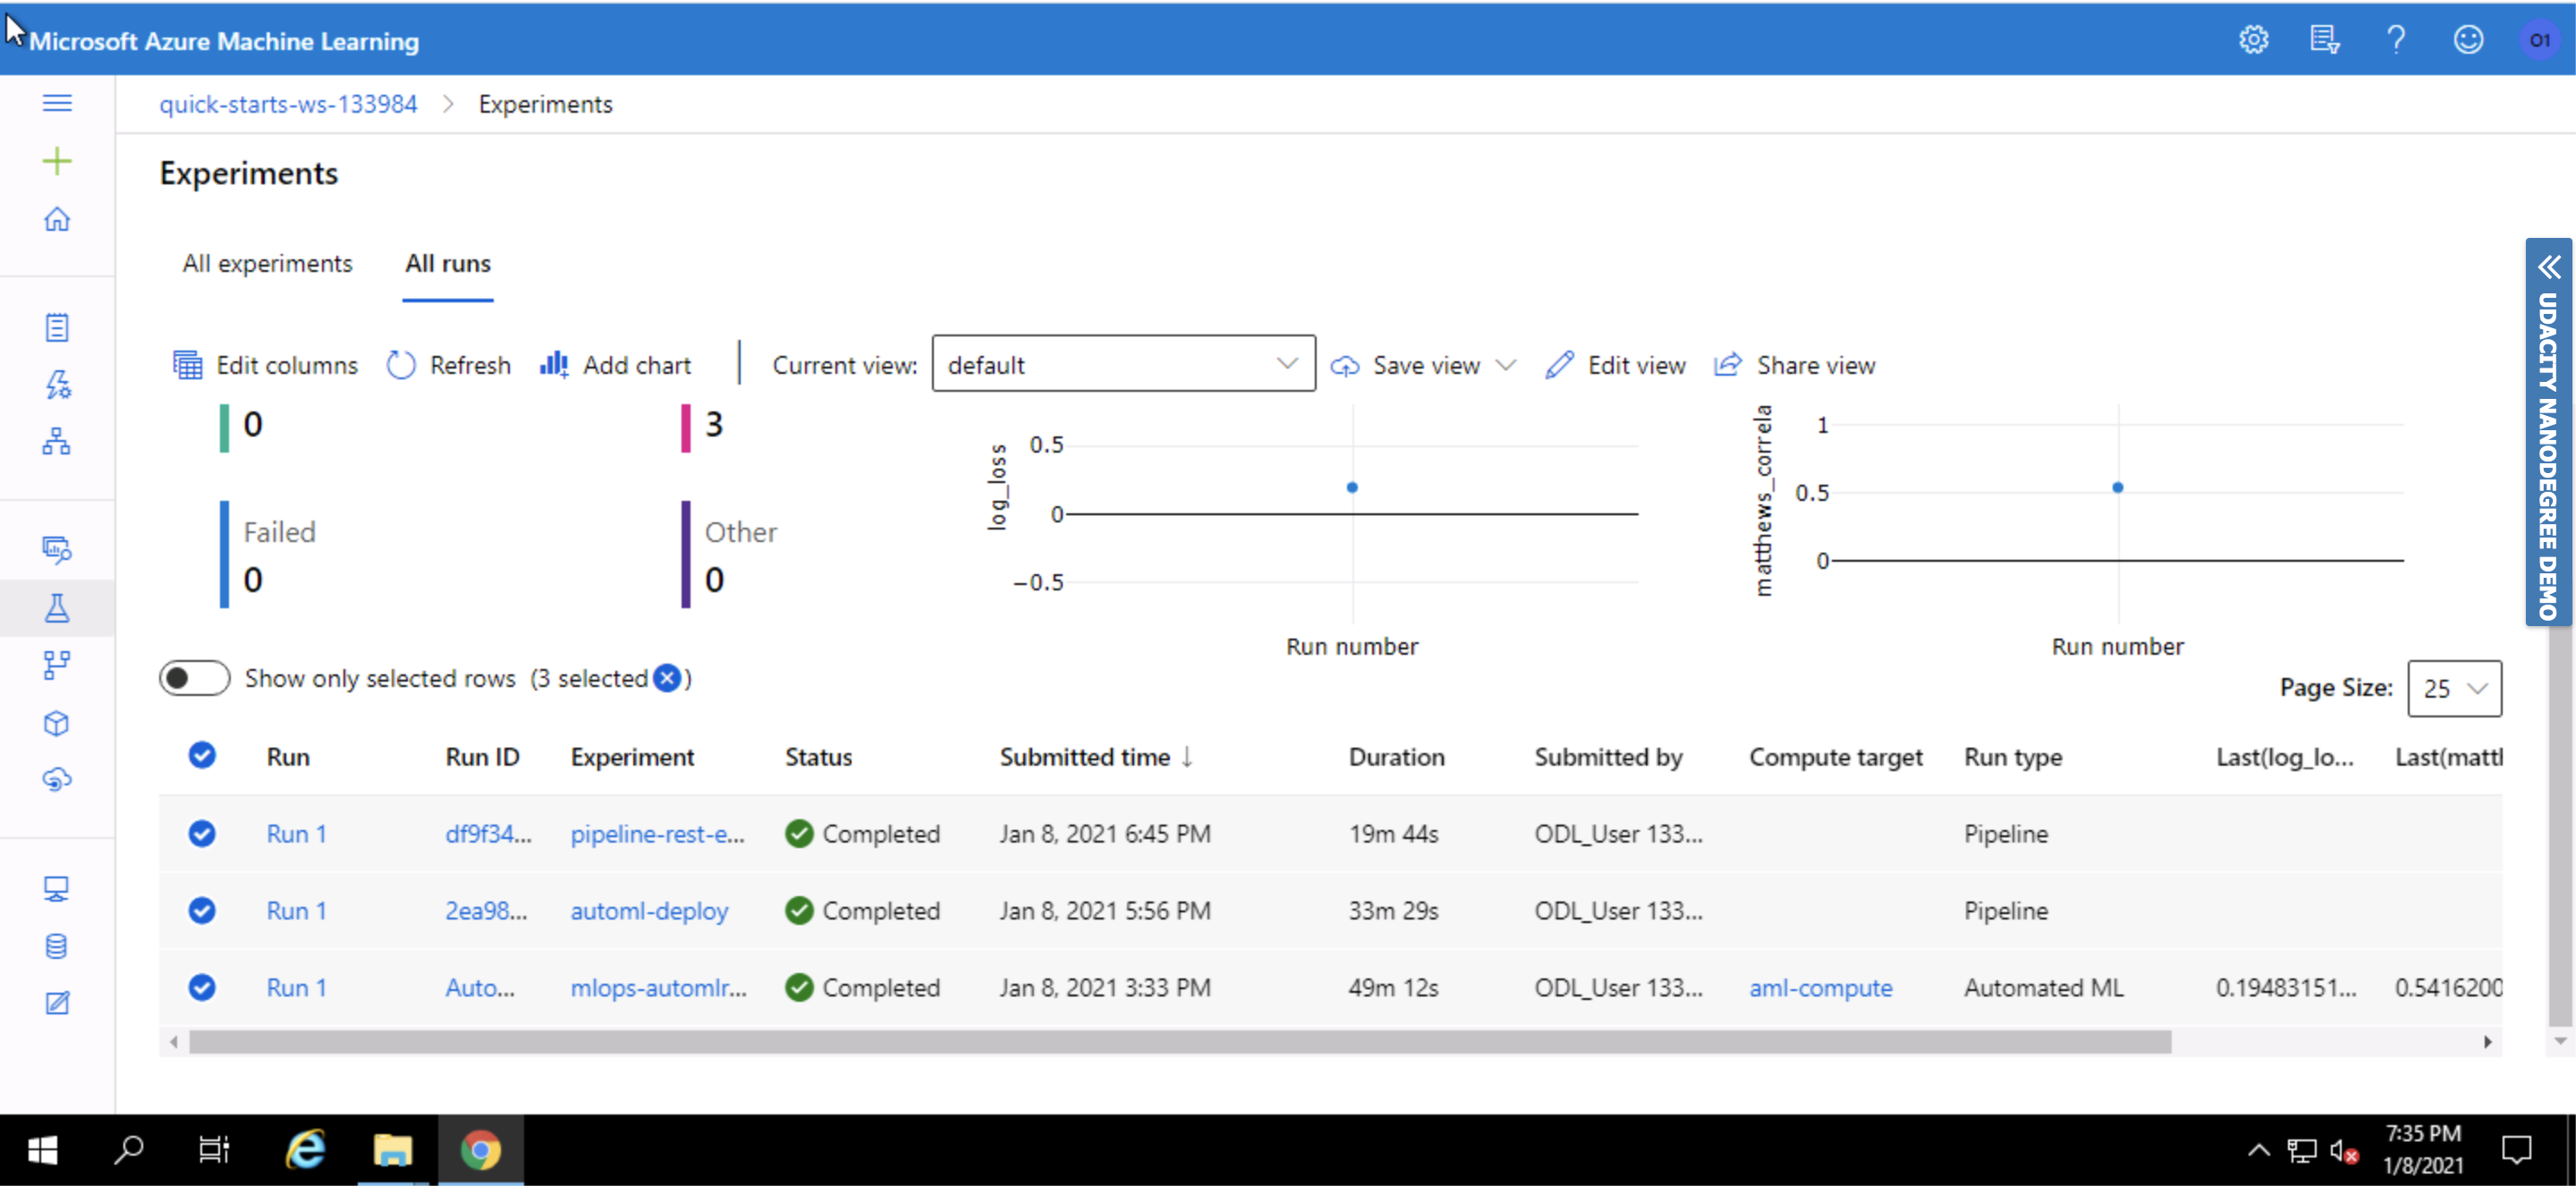 Microsoft Azure Machine Learning
O1
quick-starts-ws-133984 > Experiments
Experiments
All experiments All runs
Edit columns Refresh Add chart Current view: default Save view Edit view Share view
0 3
Failed Other
0 0
log_loss
0.5
0
−0.5
Run number
matthews_correla
1
0.5
0
Run number
UDACITY NANODEGREE DEMO
Show only selected rows (3 selected )
Page Size: 25
Run Run ID Experiment Status Submitted time ↓ Duration Submitted by Compute target Run type Last(log_lo... Last(matth
Run 1 df9f34... pipeline-rest-e... Completed Jan 8, 2021 6:45 PM 19m 44s ODL_User 133... Pipeline
Run 1 2ea98... automl-deploy Completed Jan 8, 2021 5:56 PM 33m 29s ODL_User 133... Pipeline
Run 1 Auto... mlops-automlr... Completed Jan 8, 2021 3:33 PM 49m 12s ODL_User 133... aml-compute Automated ML 0.19483151... 0.5416200
7:35 PM
1/8/2021